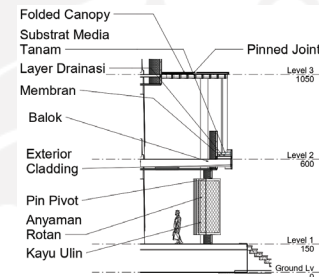 Folded Canopy
Substrat Media
Tanam
Pinned Joint
Layer Drainasi
Level 3
1050
Membran
Balok
Exterior
Cladding
Level 2
600
Pin Pivot
Anyaman
Rotan
Kayu Ulin
Level 1
150
Ground Lv
0